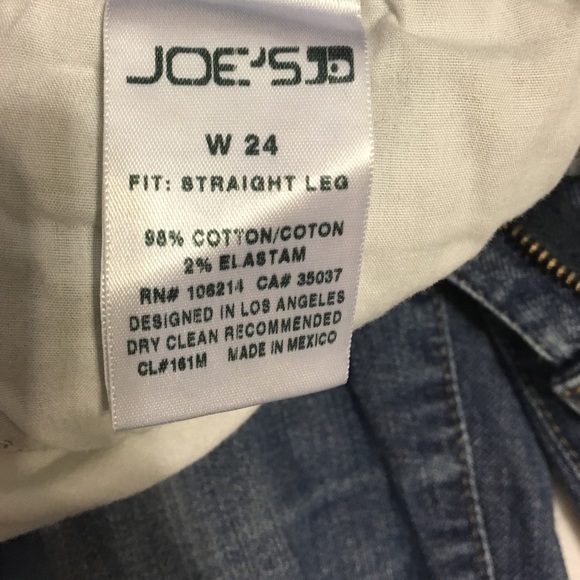 JOE'S JD
W 24
FIT: STRAIGHT LEG
98% COTTON/COTON
2% ELASTAM
RN# 106214 CA# 35037
DESIGNED IN LOS ANGELES
DRY CLEAN RECOMMENDED
CL#161M MADE IN MEXICO